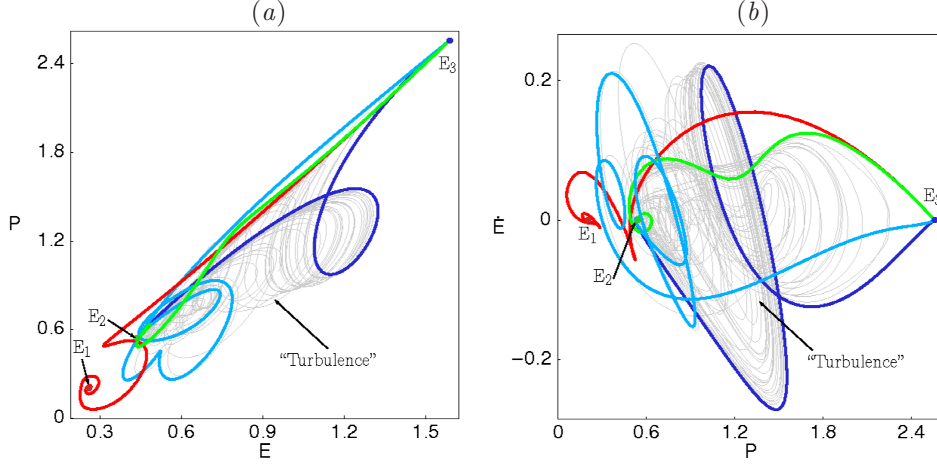 (a)
2.4
1.8
P
1.2
0.6
0
0.3
0.6
0.9
1.2
1.5
E
E3
E2
E1
“Turbulence”
(b)
0.2
0
Ė
-0.2
0
0.6
1.2
1.8
2.4
P
E1
E2
E3
“Turbulence”